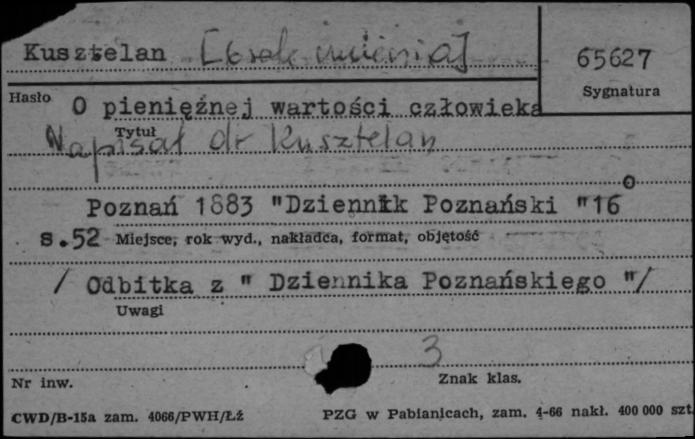 Kusztelan [brak imienia]
65627
Sygnatura
Hasło
O pieniężnej wartości człowieka
Tytuł
Napisał dr Kusztelan
Poznań 1883 "Dziennik Poznański "16°
s.52 Miejsce, rok wyd., nakładca, format, objętość
/ Odbitka z " Dziennika Poznańskiego "/
Uwagi
3
Nr inw.
Znak klas.
CWD/B-15a zam. 4066/PWH/Łź
PZG w Pabianicach, zam. 4-66 nakł. 400 000 szt.